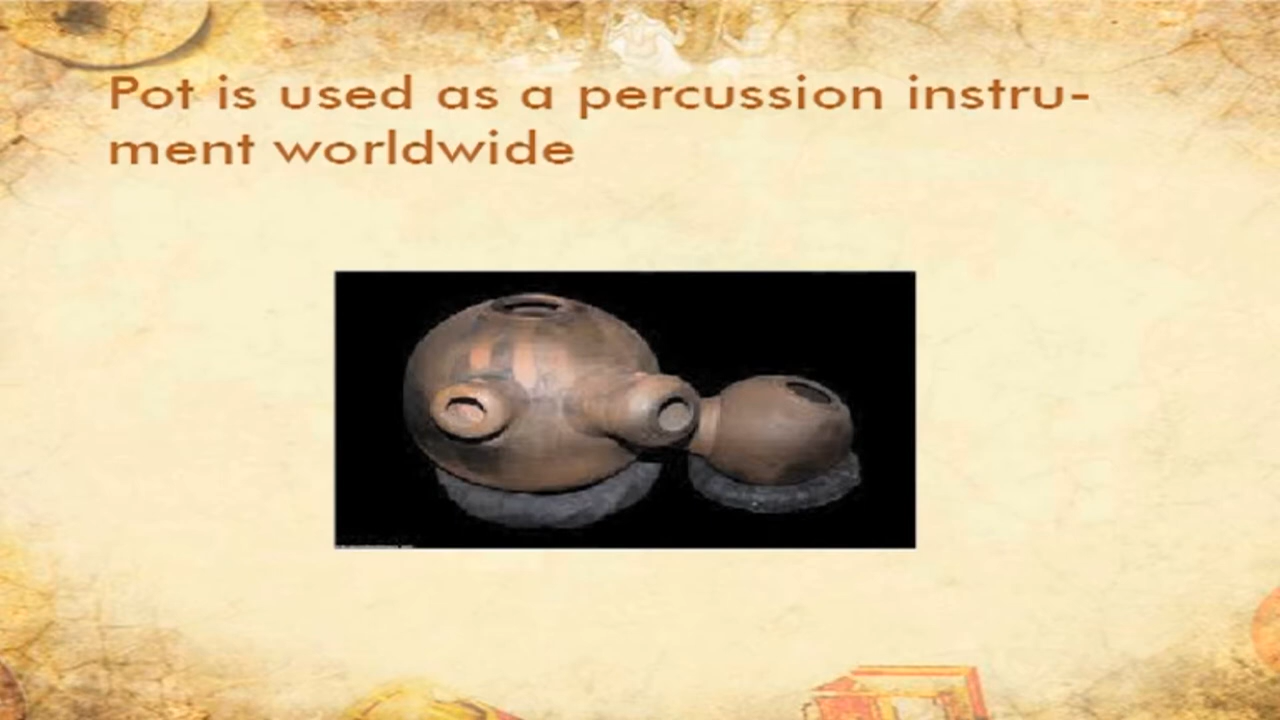 Pot is used as a percussion instru-
ment worldwide